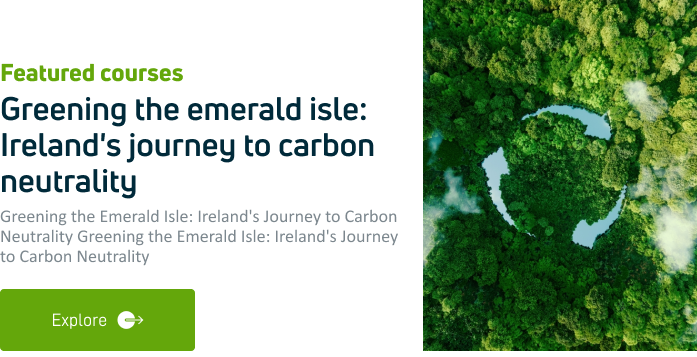 Featured courses
Greening the emerald isle:
Ireland's journey to carbon
neutrality
Greening the Emerald Isle: Ireland's Journey to Carbon
Neutrality Greening the Emerald Isle: Ireland's Journey
to Carbon Neutrality
Explore